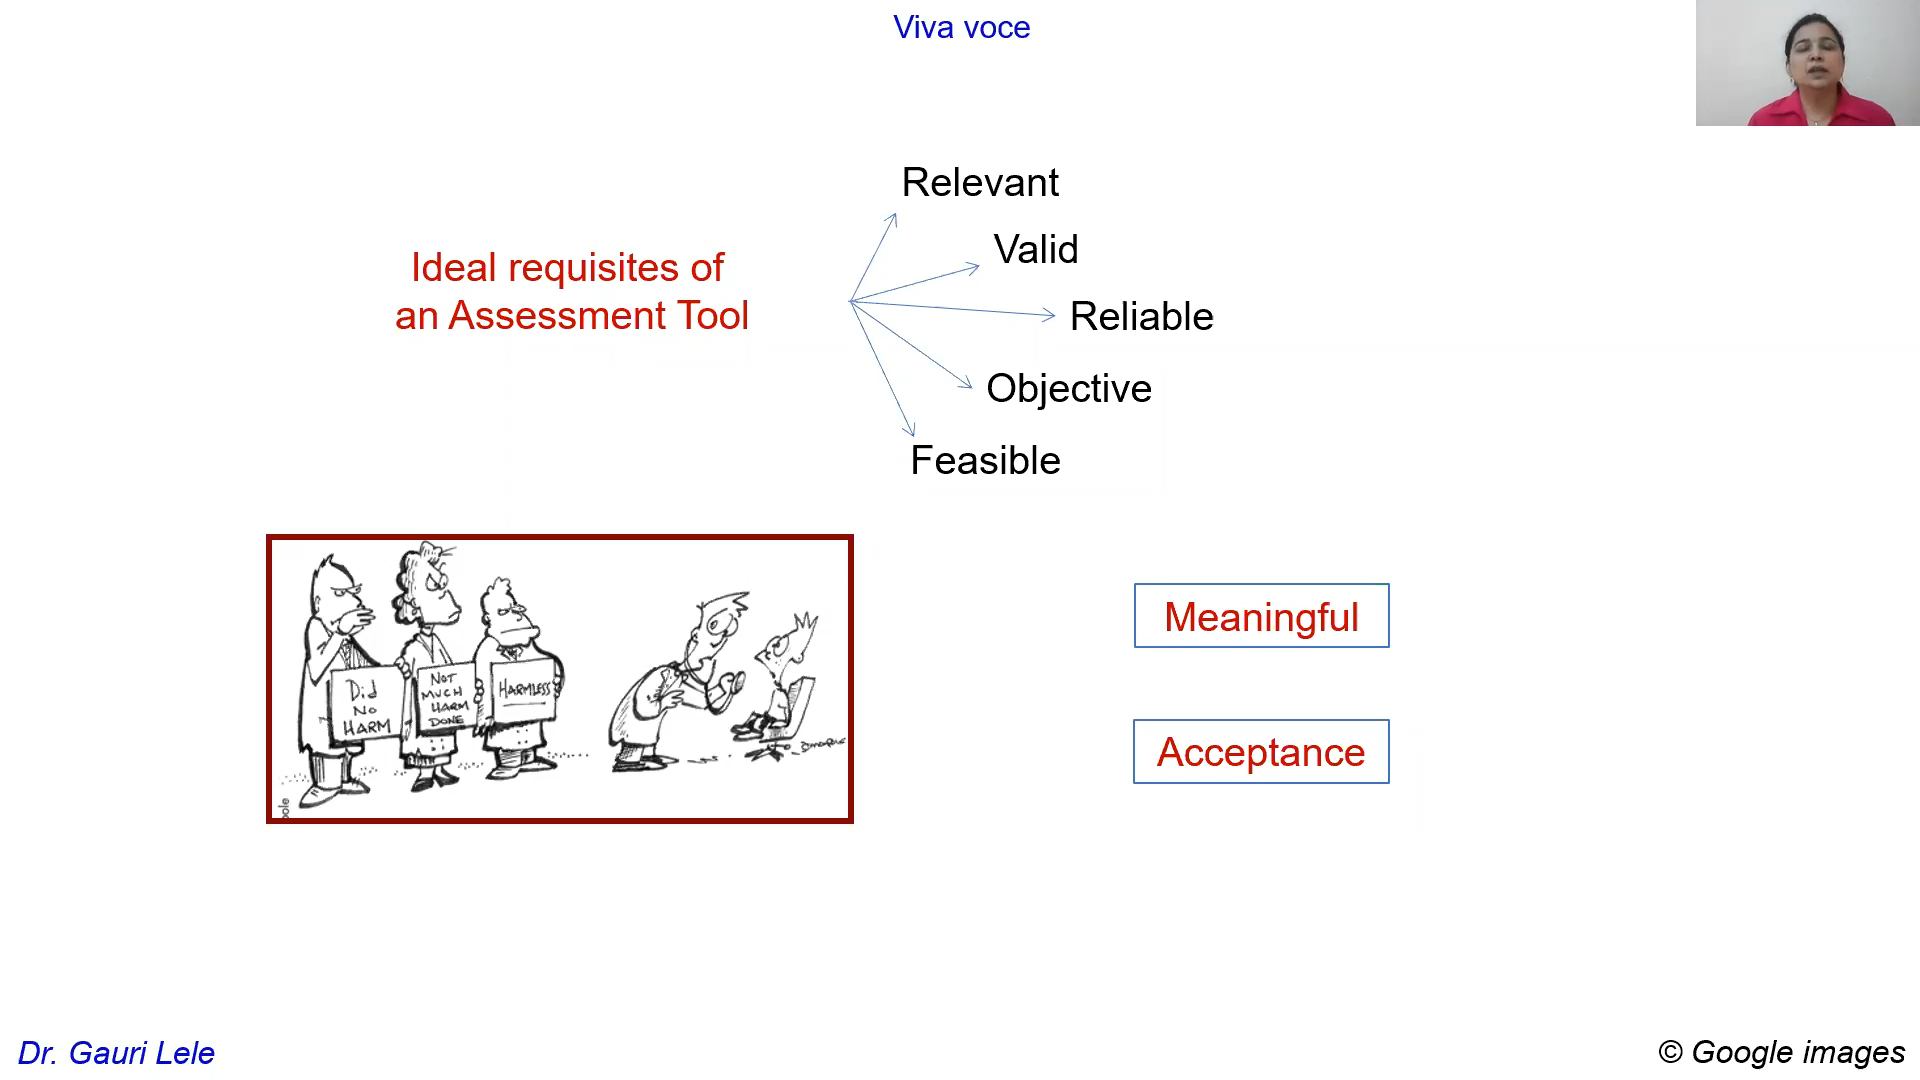 Viva voce
Relevant
Valid
Ideal requisites of
an Assessment Tool
Reliable
Objective
Feasible
Did
No
HARM
NOT
MUCH
HARM
DONE
HARMLESS
Meaningful
Acceptance
Dr. Gauri Lele
© Google images